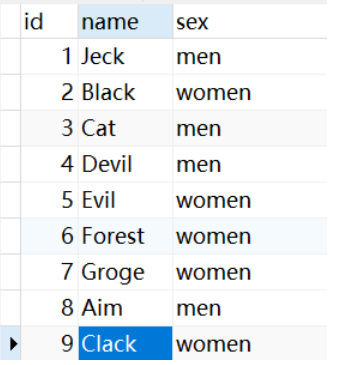 id name sex
1 Jeck men
2 Black women
3 Cat men
4 Devil men
5 Evil women
6 Forest women
7 Groge women
8 Aim men
9 Clack women